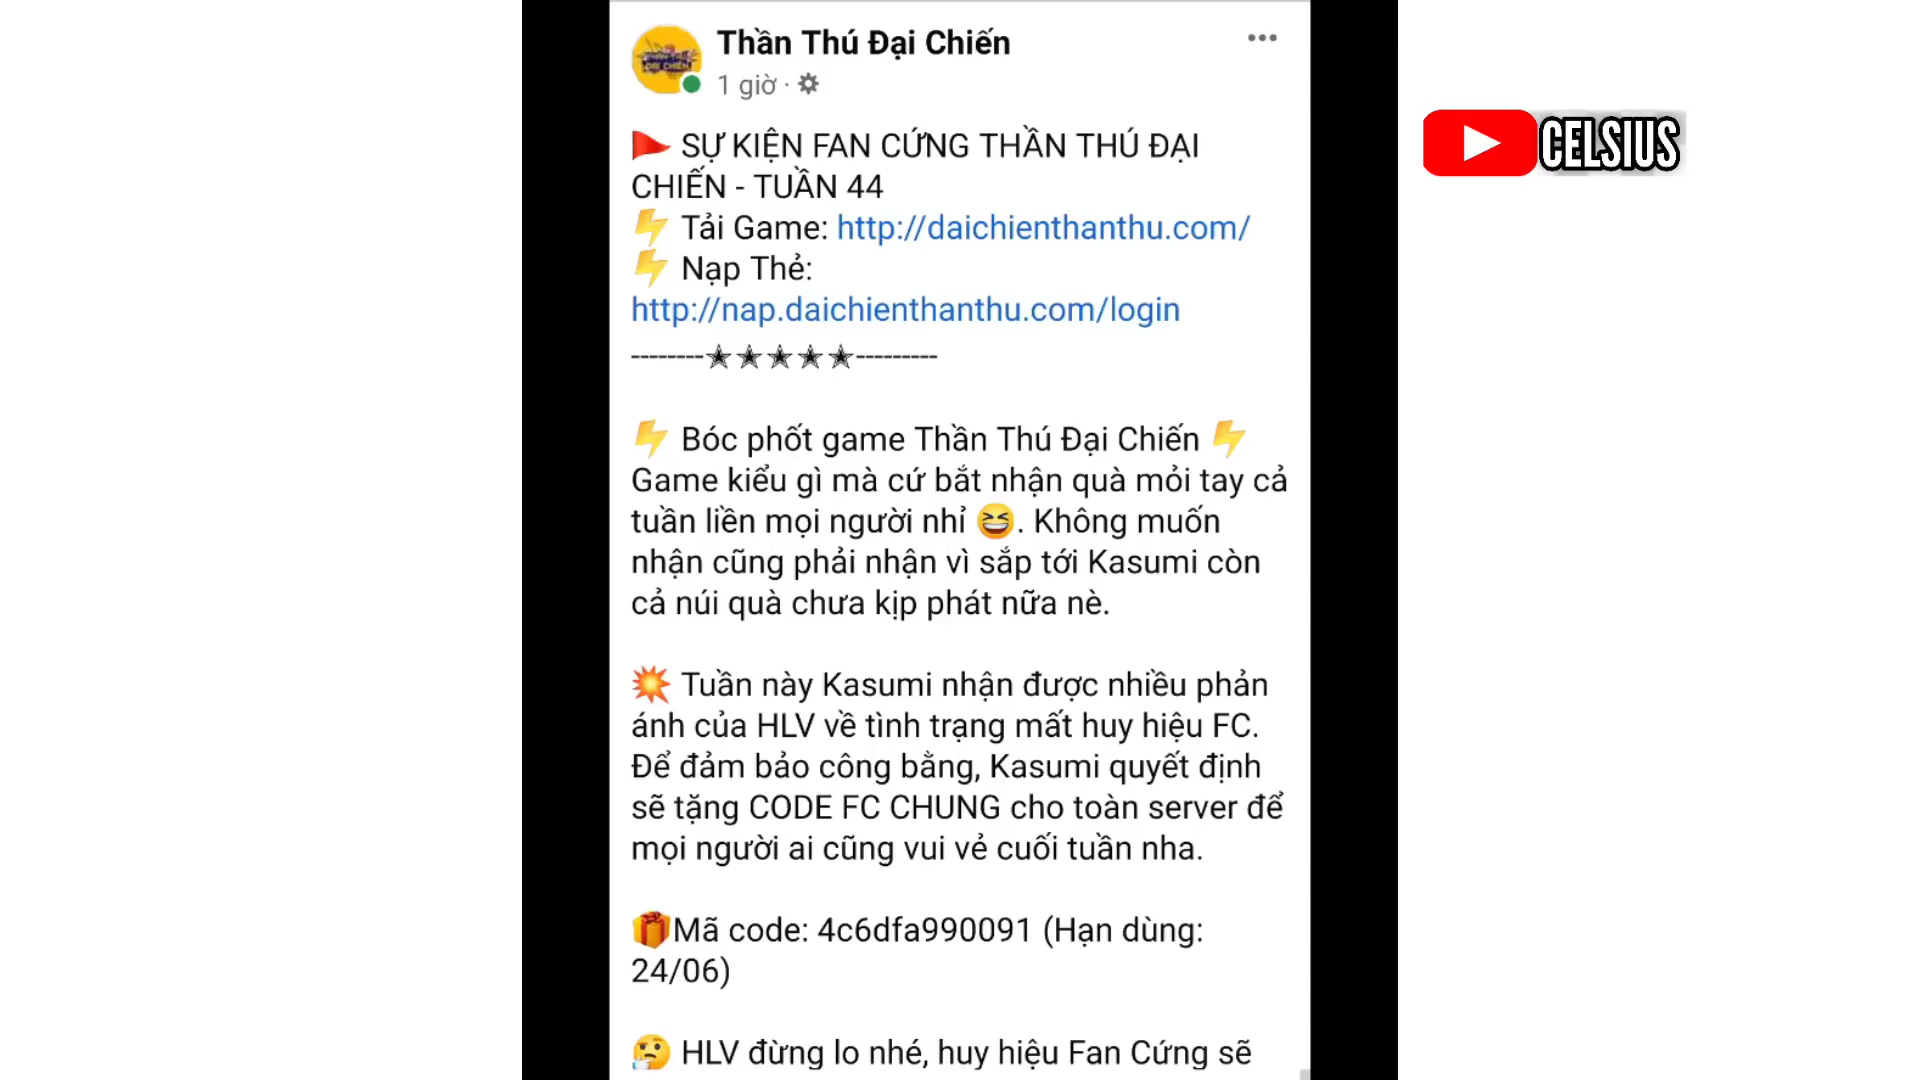 Thần Thú Đại Chiến
1 giờ ·
🚩 SỰ KIỆN FAN CỨNG THẦN THÚ ĐẠI
CHIẾN - TUẦN 44
⚡ Tải Game: http://daichienthanthu.com/
⚡ Nạp Thẻ:
http://nap.daichienthanthu.com/login
--------✭✭✭✭✭---------
⚡ Bóc phốt game Thần Thú Đại Chiến ⚡
Game kiểu gì mà cứ bắt nhận quà mỏi tay cả
tuần liền mọi người nhỉ 😆. Không muốn
nhận cũng phải nhận vì sắp tới Kasumi còn
cả núi quà chưa kịp phát nữa nè.
💥 Tuần này Kasumi nhận được nhiều phản
ánh của HLV về tình trạng mất huy hiệu FC.
Để đảm bảo công bằng, Kasumi quyết định
sẽ tặng CODE FC CHUNG cho toàn server để
mọi người ai cũng vui vẻ cuối tuần nha.
🎁Mã code: 4c6dfa990091 (Hạn dùng:
24/06)
🤔 HLV đừng lo nhé, huy hiệu Fan Cứng sẽ
CELSIUS